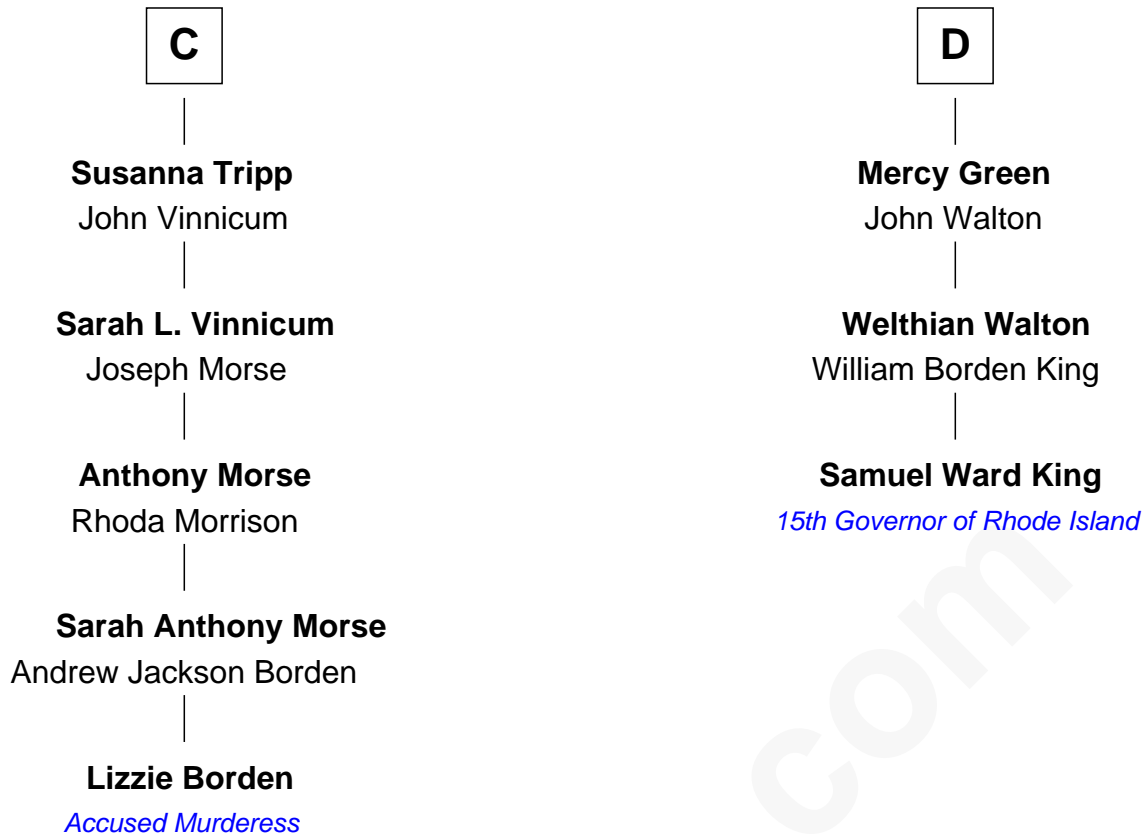 C
Susanna Tripp
John Vinnicum
Sarah L. Vinnicum
Joseph Morse
Anthony Morse
Rhoda Morrison
Sarah Anthony Morse
Andrew Jackson Borden
Lizzie Borden
Accused Murderess
D
Mercy Green
John Walton
Welthian Walton
William Borden King
Samuel Ward King
15th Governor of Rhode Island
com